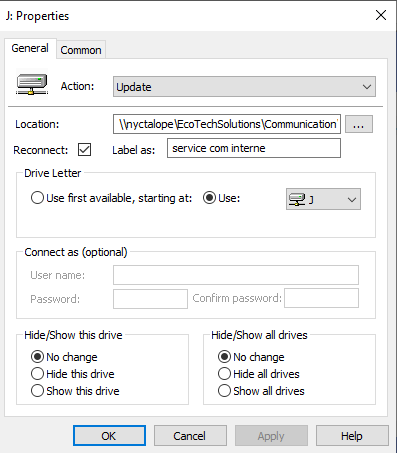 J: Properties
General
Common
Action: Update
Location: \\nyctalope\EcoTechSolutions\Communication\ ...
Reconnect: Label as: service com interne
Drive Letter
Use first available, starting at: Use: J
Connect as (optional)
User name:
Password: Confirm password:
Hide/Show this drive
No change
Hide this drive
Show this drive
Hide/Show all drives
No change
Hide all drives
Show all drives
OK Cancel Apply Help